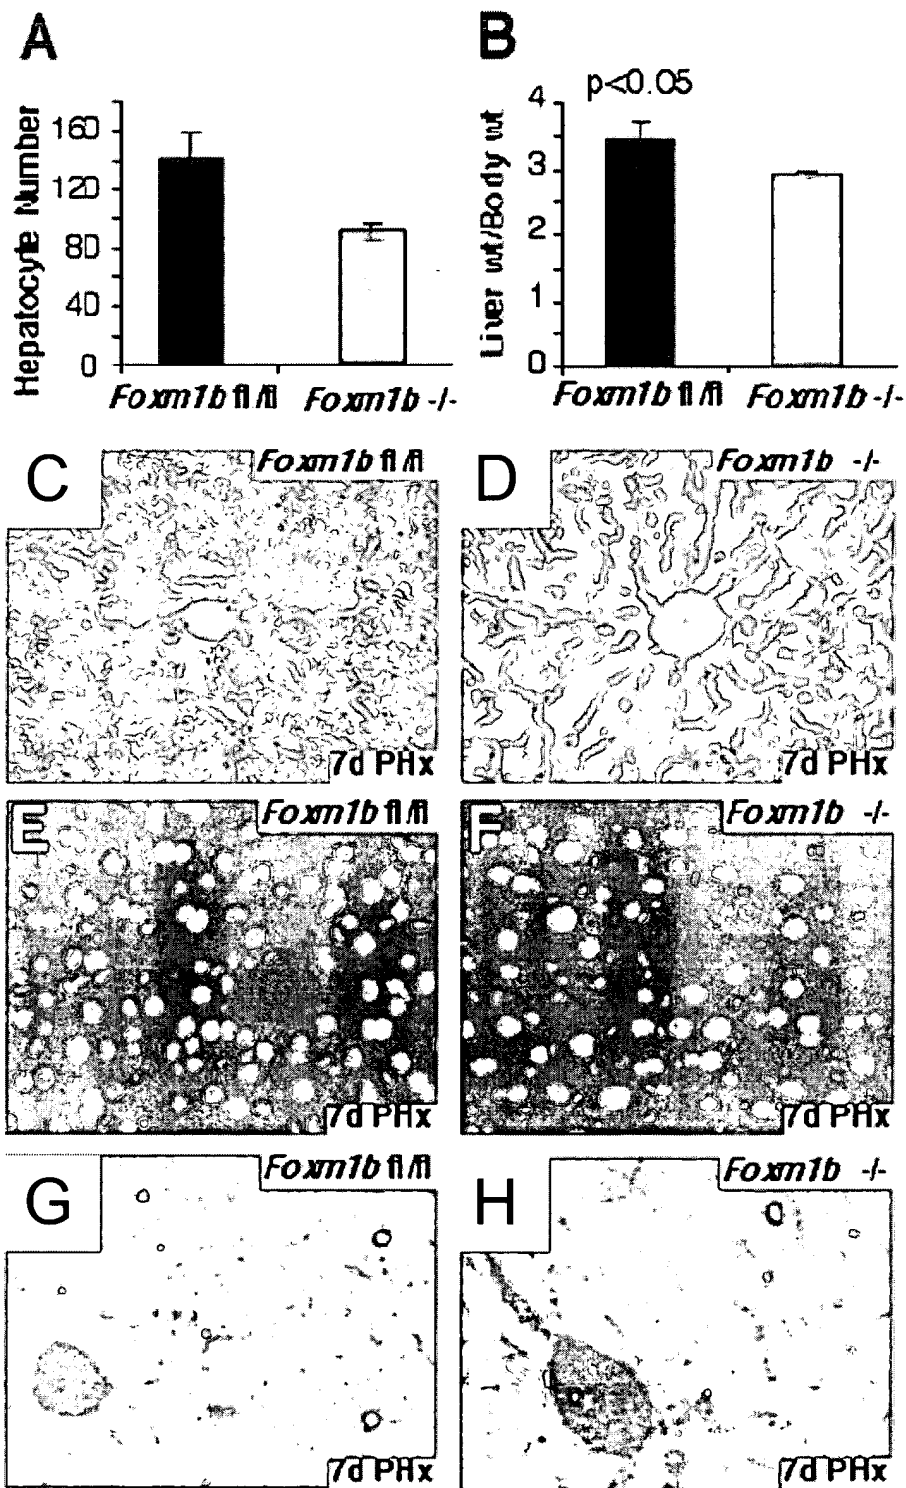 A
Hepatocyte Number
160
120
80
40
0
Foxm1b fl/fl
Foxm1b -/-
B
p<0.05
Liver wt/Body wt
4
3
2
1
0
Foxm1b fl/fl
Foxm1b -/-
C
Foxm1b fl/fl
7d PHx
D
Foxm1b -/-
7d PHx
E
Foxm1b fl/fl
7d PHx
F
Foxm1b -/-
7d PHx
G
Foxm1b fl/fl
7d PHx
H
Foxm1b -/-
7d PHx